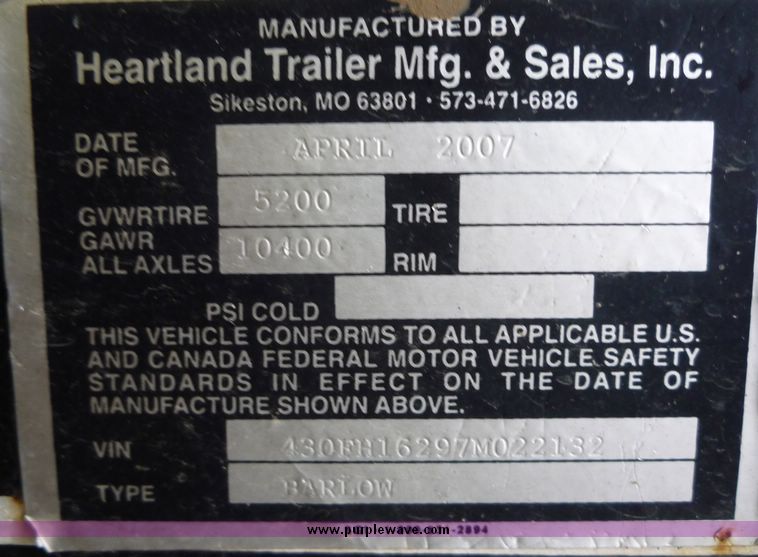 MANUFACTURED BY
Heartland Trailer Mfg. & Sales, Inc.
Sikeston, MO 63801 · 573-471-6826
DATE OF MFG. APRIL 2007
GVWRTIRE 5200 TIRE
GAWR ALL AXLES 10400 RIM
PSI COLD
THIS VEHICLE CONFORMS TO ALL APPLICABLE U.S.
AND CANADA FEDERAL MOTOR VEHICLE SAFETY
STANDARDS IN EFFECT ON THE DATE OF
MANUFACTURE SHOWN ABOVE.
VIN 430FH16297M022132
TYPE BARLOW
www.purplewave.com